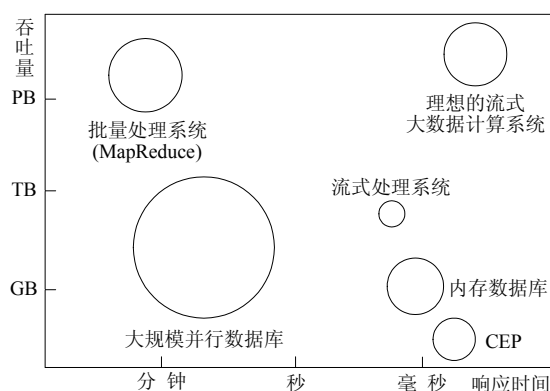 吞吐量
PB
TB
GB
批量处理系统
(MapReduce)
理想的流式
大数据计算系统
流式处理系统
大规模并行数据库
内存数据库
CEP
分钟
秒
毫秒
响应时间